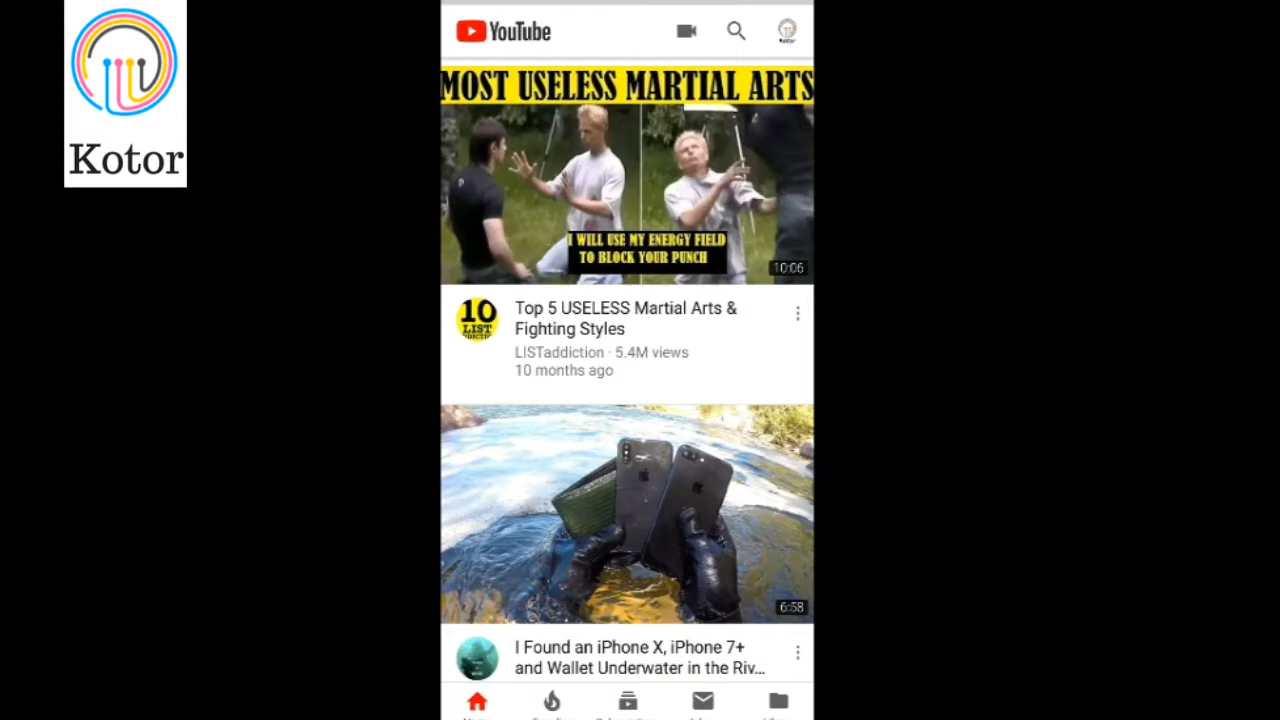 Kotor
YouTube
MOST USELESS MARTIAL ARTS
I WILL USE MY ENERGY FIELD
TO BLOCK YOUR PUNCH
10:06
10
LIST
Top 5 USELESS Martial Arts &
Fighting Styles
LISTaddiction · 5.4M views
10 months ago
6:58
I Found an iPhone X, iPhone 7+
and Wallet Underwater in the Riv...